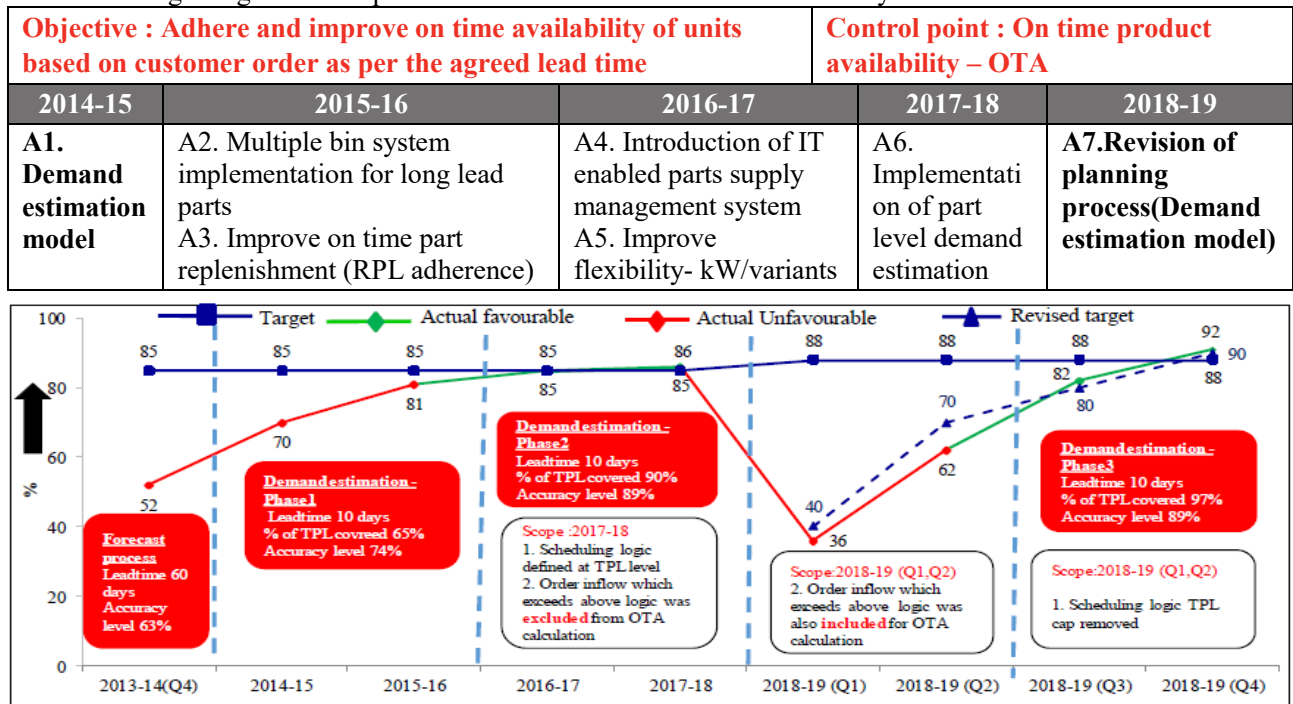 Objective : Adhere and improve on time availability of units
based on customer order as per the agreed lead time
Control point : On time product
availability – OTA
2014-15 2015-16 2016-17 2017-18 2018-19
A1.
Demand
estimation
model
A2. Multiple bin system
implementation for long lead
parts
A3. Improve on time part
replenishment (RPL adherence)
A4. Introduction of IT
enabled parts supply
management system
A5. Improve
flexibility- kW/variants
A6.
Implementati
on of part
level demand
estimation
A7.Revision of
planning
process(Demand
estimation model)
Target Actual favourable Actual Unfavourable Revised target
100
80
60
40
20
0
%
85 85 85 85 86 88 88 88 92
52 70 81 85 85 40 36 70 62 82 80 90 88
Forecast
process
Leadtime 60
days
Accuracy
level 63%
Demand estimation -
Phase1
Leadtime 10 days
% of TPL covreed 65%
Accuracy level 74%
Demand estimation -
Phase2
Leadtime 10 days
% of TPL covered 90%
Accuracy level 89%
Scope :2017-18
1. Scheduling logic
defined at TPL level
2. Order inflow which
exceeds above logic was
excluded from OTA
calculation
Scope:2018-19 (Q1,Q2)
2. Order inflow which
exceeds above logic was
also included for OTA
calculation
Demand estimation -
Phase3
Leadtime 10 days
% of TPL covered 97%
Accuracy level 89%
Scope:2018-19 (Q1,Q2)
1. Scheduling logic TPL
cap removed
2013-14(Q4) 2014-15 2015-16 2016-17 2017-18 2018-19 (Q1) 2018-19 (Q2) 2018-19 (Q3) 2018-19 (Q4)